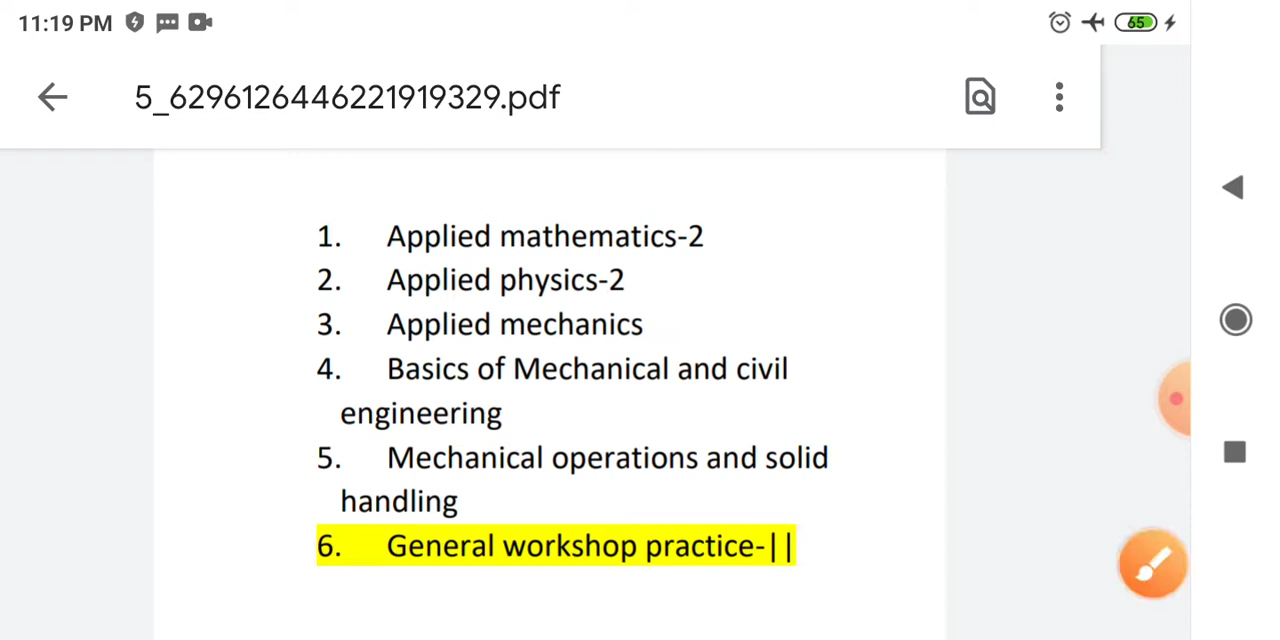 11:19 PM 65
5_6296126446221919329.pdf
1. Applied mathematics-2
2. Applied physics-2
3. Applied mechanics
4. Basics of Mechanical and civil
engineering
5. Mechanical operations and solid
handling
6. General workshop practice-||